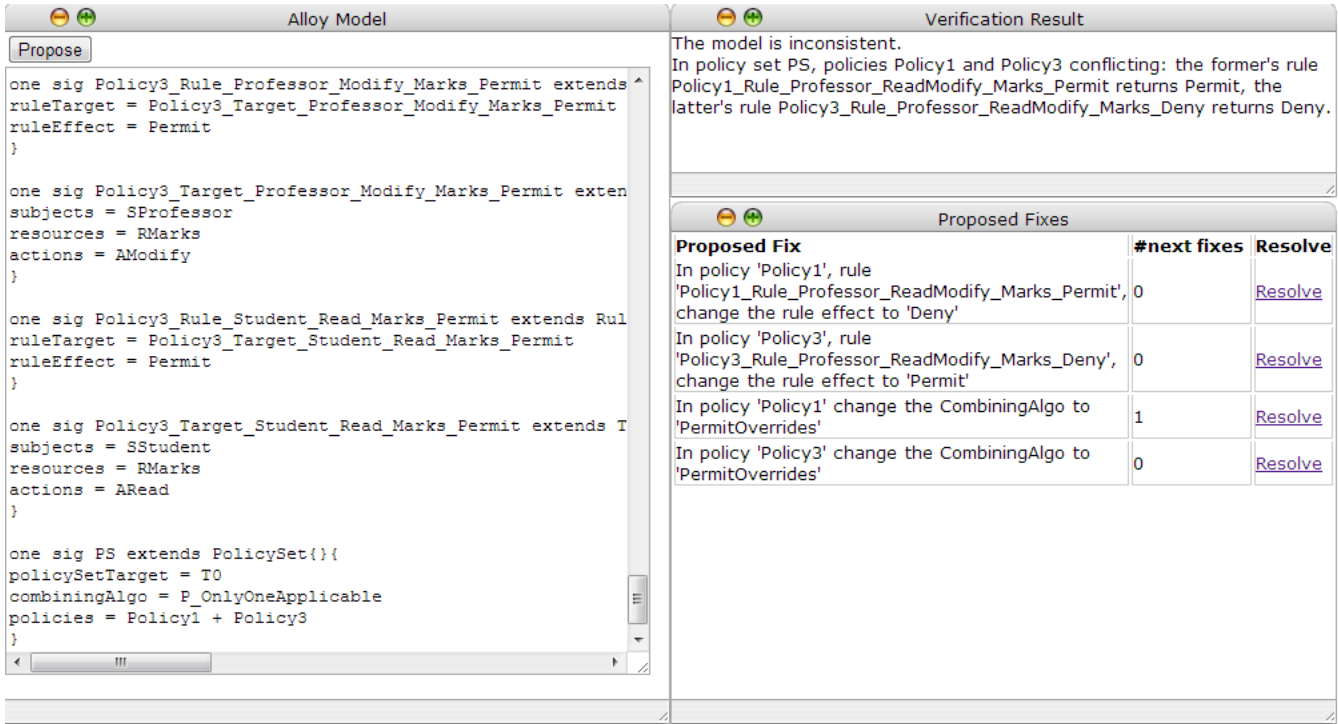 Alloy Model
Propose
one sig Policy3_Rule_Professor_Modify_Marks_Permit extends
ruleTarget = Policy3_Target_Professor_Modify_Marks_Permit
ruleEffect = Permit
}
one sig Policy3_Target_Professor_Modify_Marks_Permit exten
subjects = SProfessor
resources = RMarks
actions = AModify
}
one sig Policy3_Rule_Student_Read_Marks_Permit extends Rul
ruleTarget = Policy3_Target_Student_Read_Marks_Permit
ruleEffect = Permit
}
one sig Policy3_Target_Student_Read_Marks_Permit extends T
subjects = SStudent
resources = RMarks
actions = ARead
}
one sig PS extends PolicySet{}{
policySetTarget = T0
combiningAlgo = P_OnlyOneApplicable
policies = Policy1 + Policy3
}
Verification Result
The model is inconsistent.
In policy set PS, policies Policy1 and Policy3 conflicting: the former's rule
Policy1_Rule_Professor_ReadModify_Marks_Permit returns Permit, the
latter's rule Policy3_Rule_Professor_ReadModify_Marks_Deny returns Deny.
Proposed Fixes
Proposed Fix #next fixes Resolve
In policy 'Policy1', rule
'Policy1_Rule_Professor_ReadModify_Marks_Permit', 0 Resolve
change the rule effect to 'Deny'
In policy 'Policy3', rule
'Policy3_Rule_Professor_ReadModify_Marks_Deny', 0 Resolve
change the rule effect to 'Permit'
In policy 'Policy1' change the CombiningAlgo to
'PermitOverrides' 1 Resolve
In policy 'Policy3' change the CombiningAlgo to
'PermitOverrides' 0 Resolve